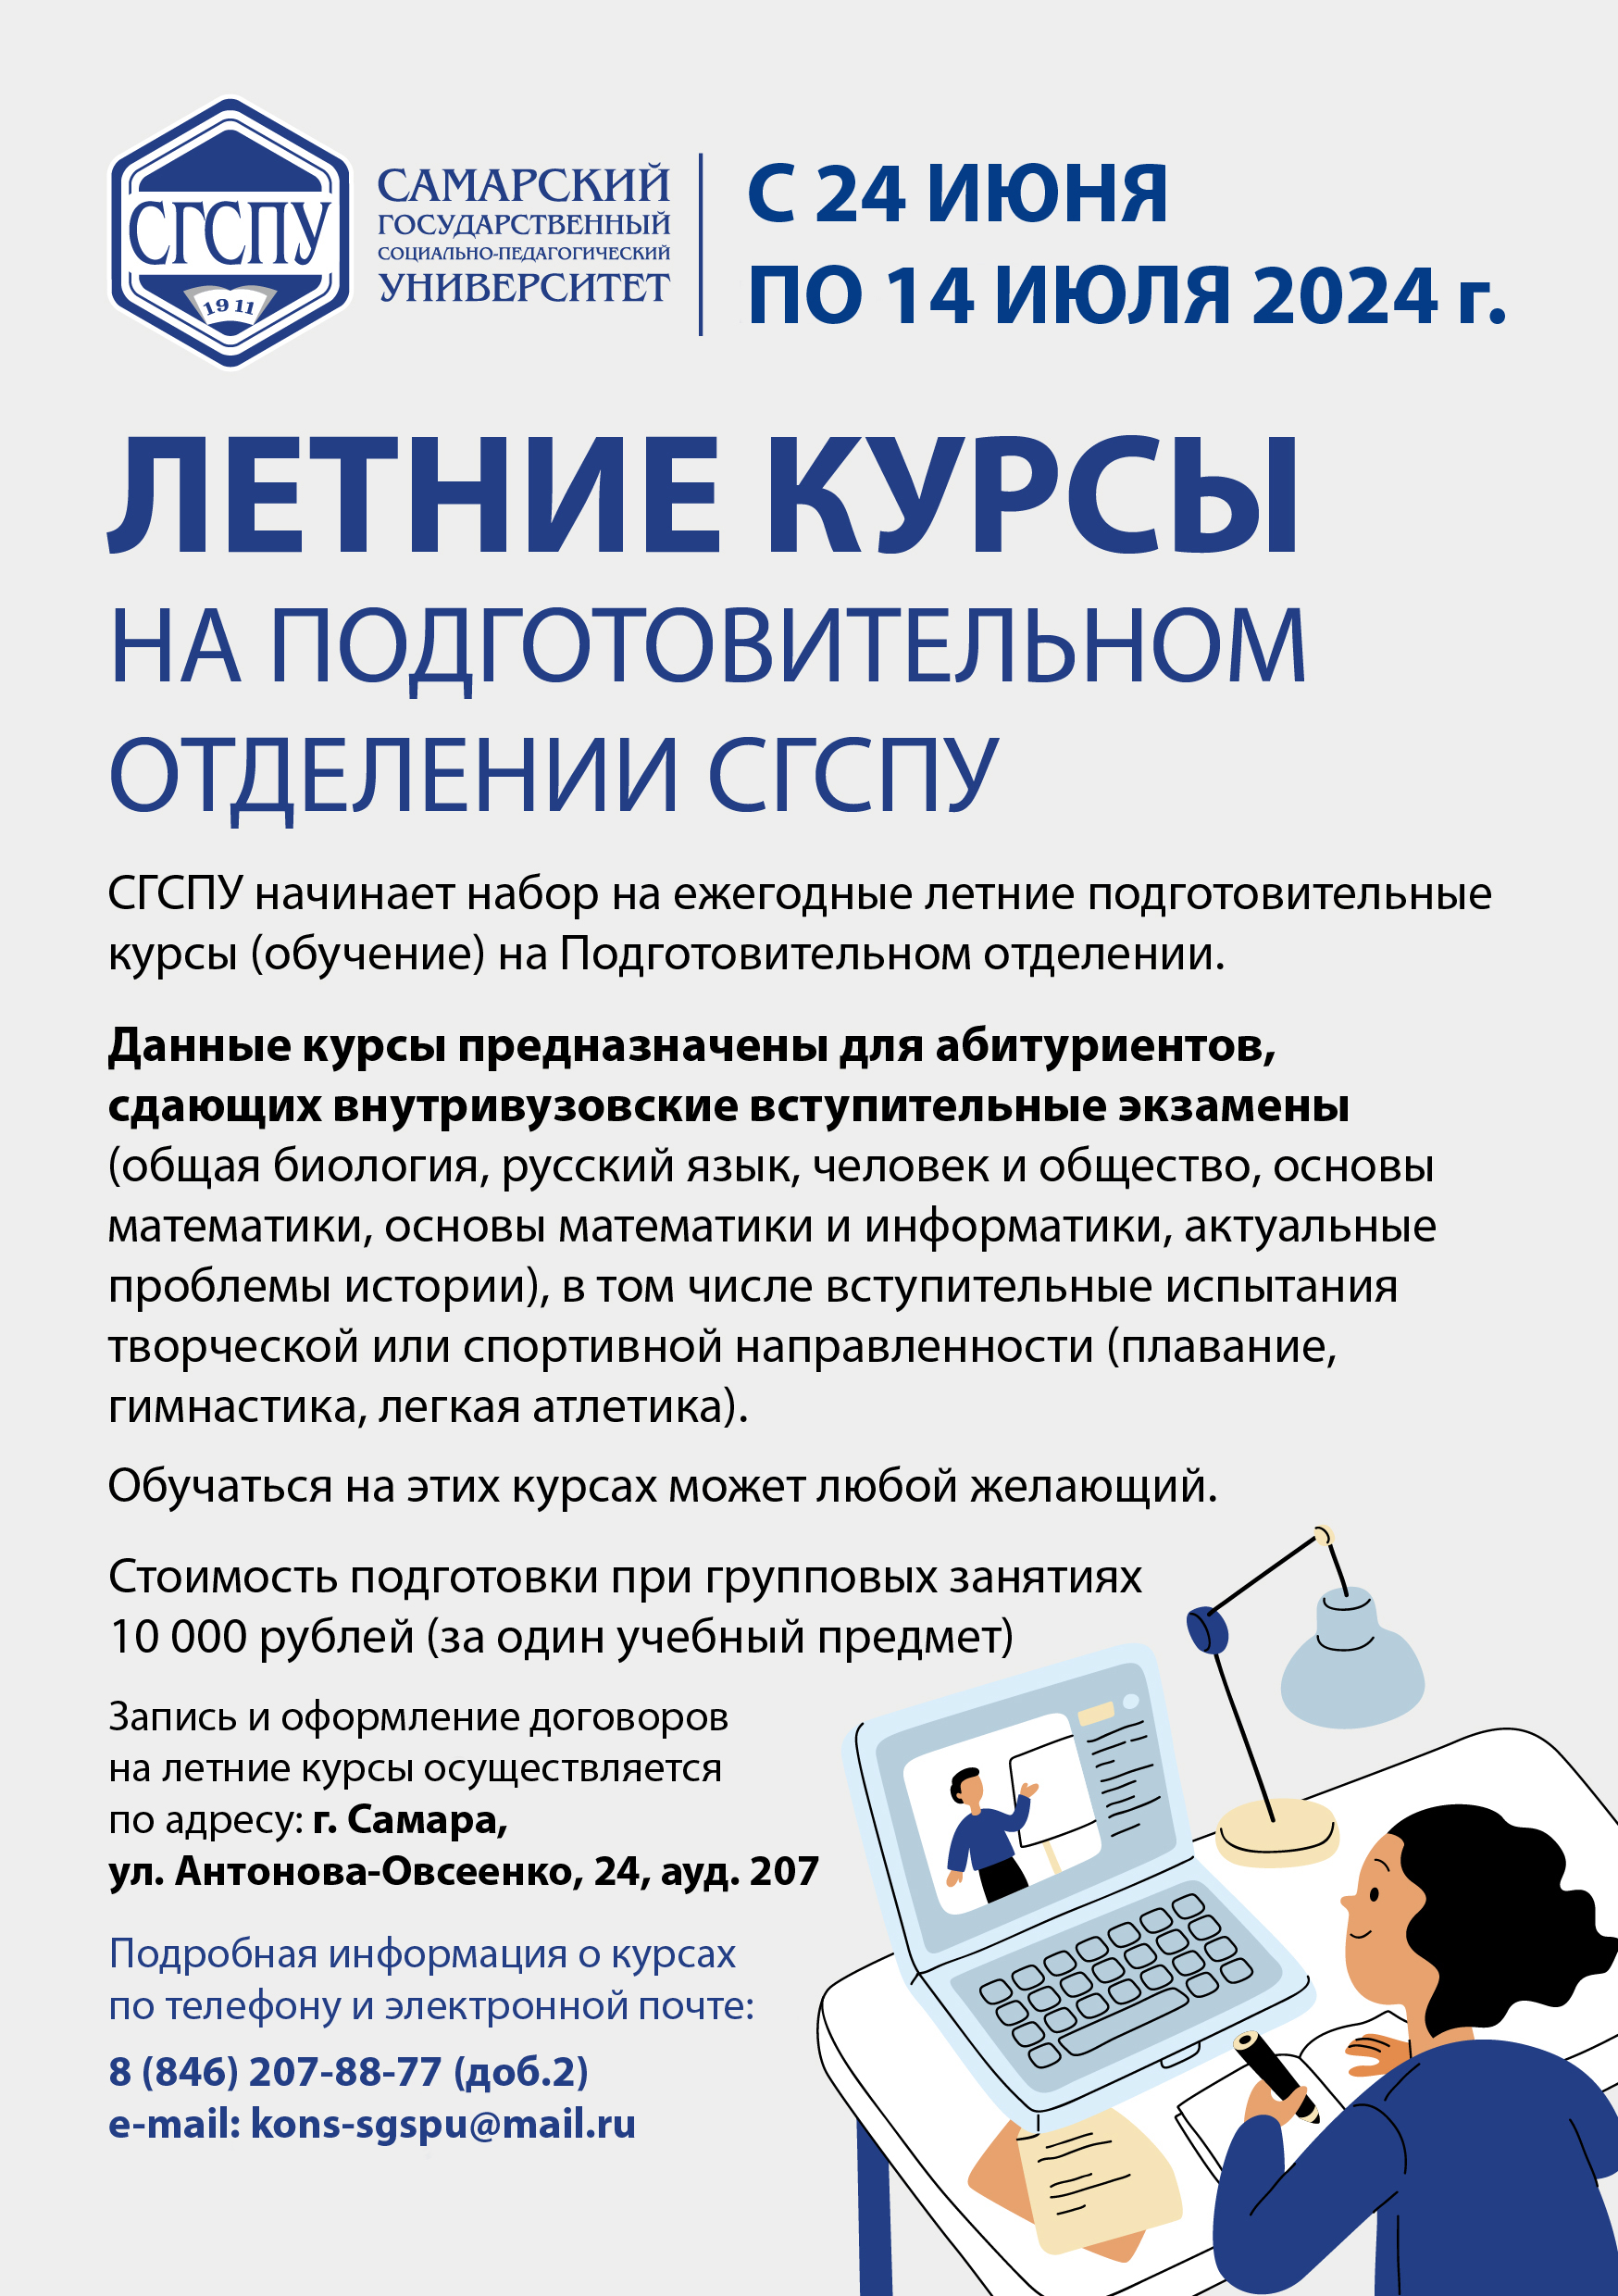 СГСПУ
1911
САМАРСКИЙ
ГОСУДАРСТВЕННЫЙ
СОЦИАЛЬНО-ПЕДАГОГИЧЕСКИЙ
УНИВЕРСИТЕТ
С 24 ИЮНЯ
ПО 14 ИЮЛЯ 2024 г.
ЛЕТНИЕ КУРСЫ
НА ПОДГОТОВИТЕЛЬНОМ
ОТДЕЛЕНИИ СГСПУ
СГСПУ начинает набор на ежегодные летние подготовительные
курсы (обучение) на Подготовительном отделении.
Данные курсы предназначены для абитуриентов,
сдающих внутривузовские вступительные экзамены
(общая биология, русский язык, человек и общество, основы
математики, основы математики и информатики, актуальные
проблемы истории), в том числе вступительные испытания
творческой или спортивной направленности (плавание,
гимнастика, легкая атлетика).
Обучаться на этих курсах может любой желающий.
Стоимость подготовки при групповых занятиях
10 000 рублей (за один учебный предмет)
Запись и оформление договоров
на летние курсы осуществляется
по адресу: г. Самара,
ул. Антонова-Овсеенко, 24, ауд. 207
Подробная информация о курсах
по телефону и электронной почте:
8 (846) 207-88-77 (доб.2)
e-mail: kons-sgspu@mail.ru